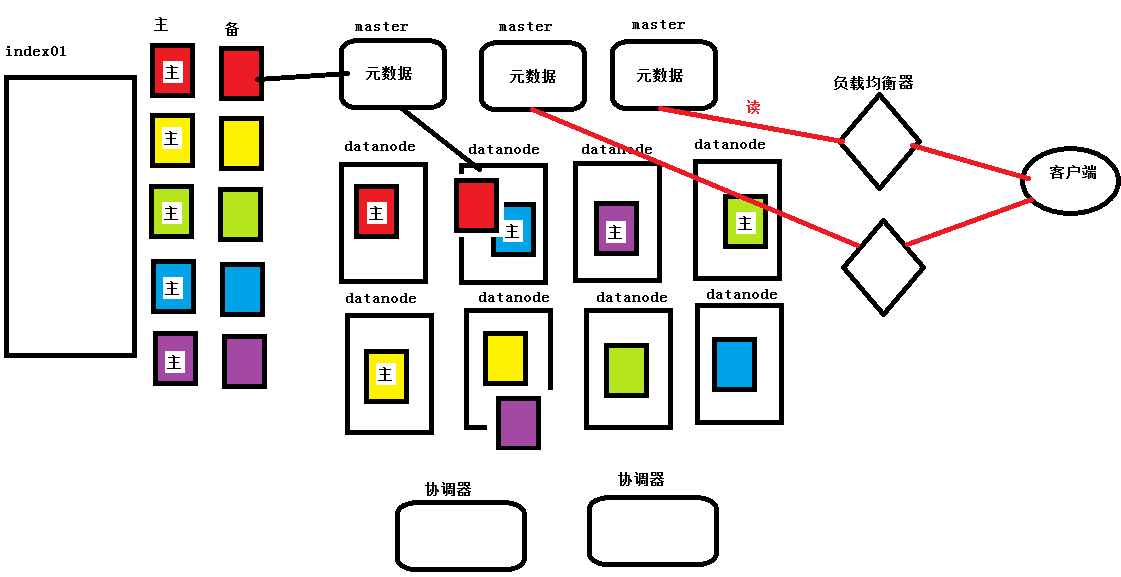 index01
主
备
主
主
主
主
主
master
元数据
master
元数据
master
元数据
负载均衡器
读
客户端
datanode
主
datanode
主
datanode
主
datanode
主
datanode
主
datanode
datanode
datanode
协调器
协调器